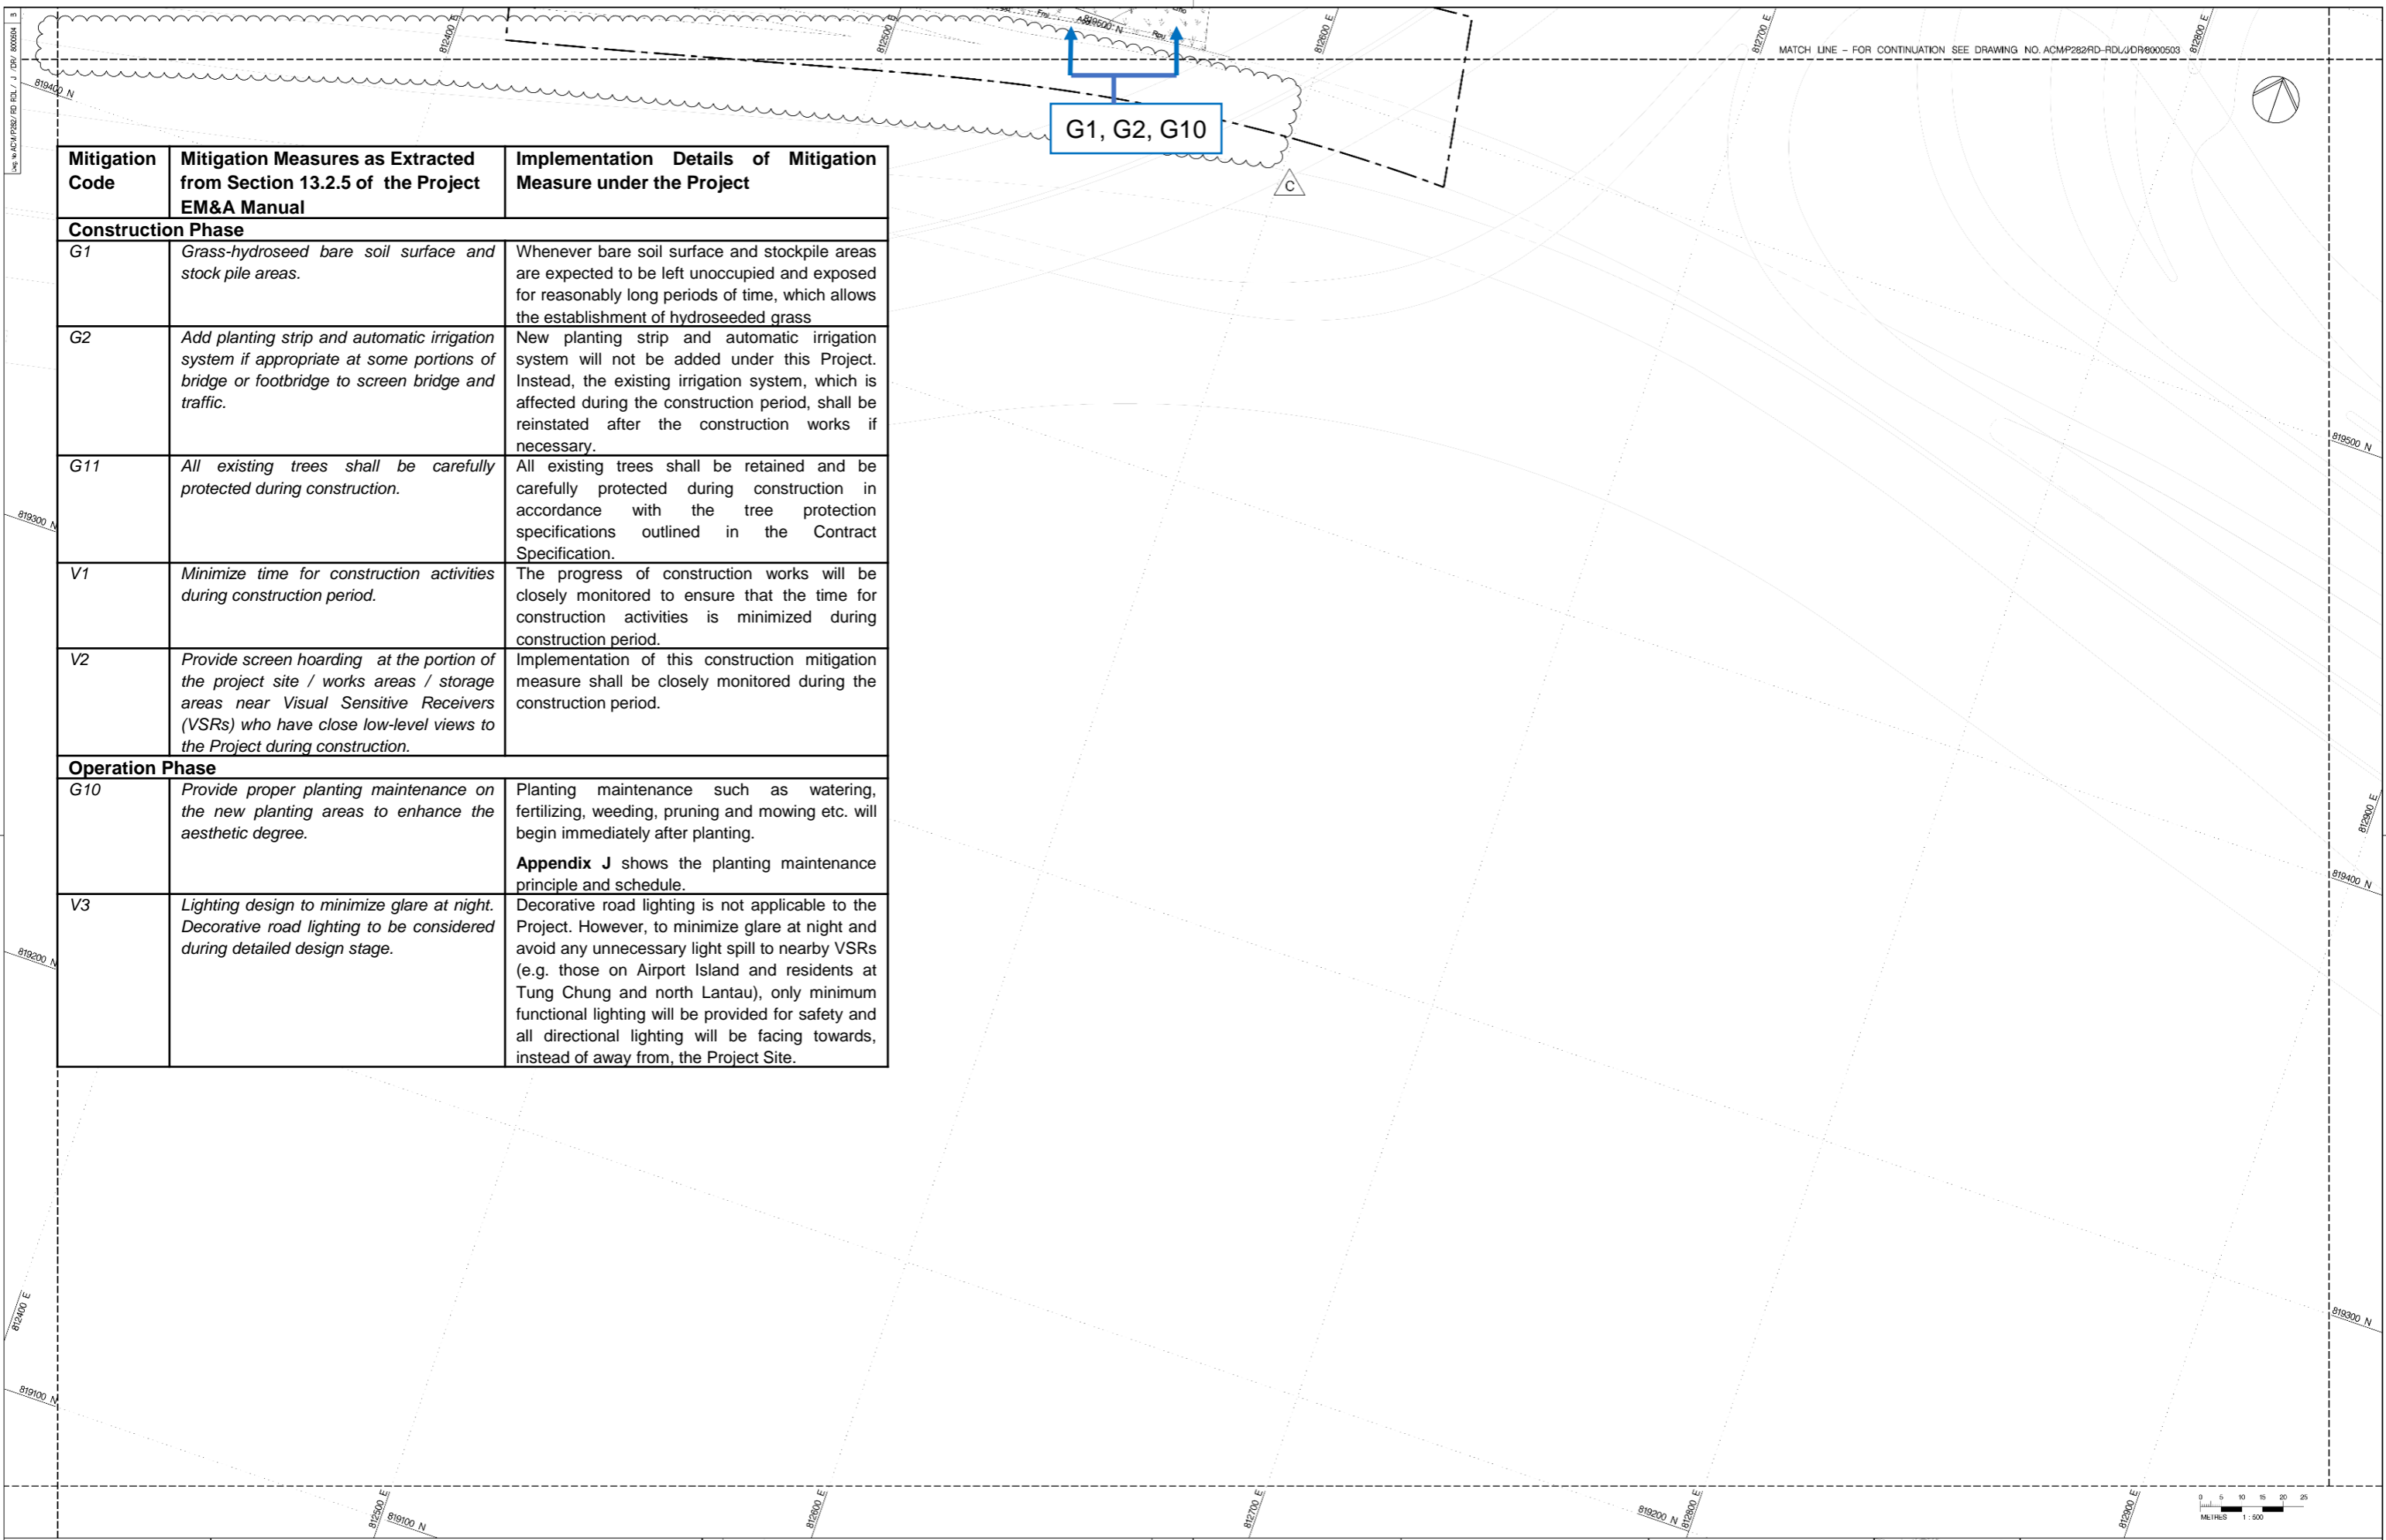 812400 E
812500 E
819500 N
812600 E
812700 E
812800 E
MATCH LINE – FOR CONTINUATION SEE DRAWING NO. ACM/P282/RD-RDL/J/DR/8000503
819400 N
G1, G2, G10
C
Mitigation Code
Mitigation Measures as Extracted
from Section 13.2.5 of the Project
EM&A Manual
Implementation Details of Mitigation
Measure under the Project
Construction Phase
G1
Grass-hydroseed bare soil surface and
stock pile areas.
Whenever bare soil surface and stockpile areas
are expected to be left unoccupied and exposed
for reasonably long periods of time, which allows
the establishment of hydroseeded grass
G2
Add planting strip and automatic irrigation
system if appropriate at some portions of
bridge or footbridge to screen bridge and
traffic.
New planting strip and automatic irrigation
system will not be added under this Project.
Instead, the existing irrigation system, which is
affected during the construction period, shall be
reinstated after the construction works if
necessary.
G11
All existing trees shall be carefully
protected during construction.
All existing trees shall be retained and be
carefully protected during construction in
accordance with the tree protection
specifications outlined in the Contract
Specification.
V1
Minimize time for construction activities
during construction period.
The progress of construction works will be
closely monitored to ensure that the time for
construction activities is minimized during
construction period.
V2
Provide screen hoarding at the portion of
the project site / works areas / storage
areas near Visual Sensitive Receivers
(VSRs) who have close low-level views to
the Project during construction.
Implementation of this construction mitigation
measure shall be closely monitored during the
construction period.
Operation Phase
G10
Provide proper planting maintenance on
the new planting areas to enhance the
aesthetic degree.
Planting maintenance such as watering,
fertilizing, weeding, pruning and mowing etc. will
begin immediately after planting.
Appendix J shows the planting maintenance
principle and schedule.
V3
Lighting design to minimize glare at night.
Decorative road lighting to be considered
during detailed design stage.
Decorative road lighting is not applicable to the
Project. However, to minimize glare at night and
avoid any unnecessary light spill to nearby VSRs
(e.g. those on Airport Island and residents at
Tung Chung and north Lantau), only minimum
functional lighting will be provided for safety and
all directional lighting will be facing towards,
instead of away from, the Project Site.
819500 N
819300 N
812900 E
819400 N
819200 N
812400 E
819300 N
819100 N
812500 E
819100 N
812600 E
812700 E
819200 N
812800 E
812900 E
0 5 10 15 20 25
METRES 1 : 500